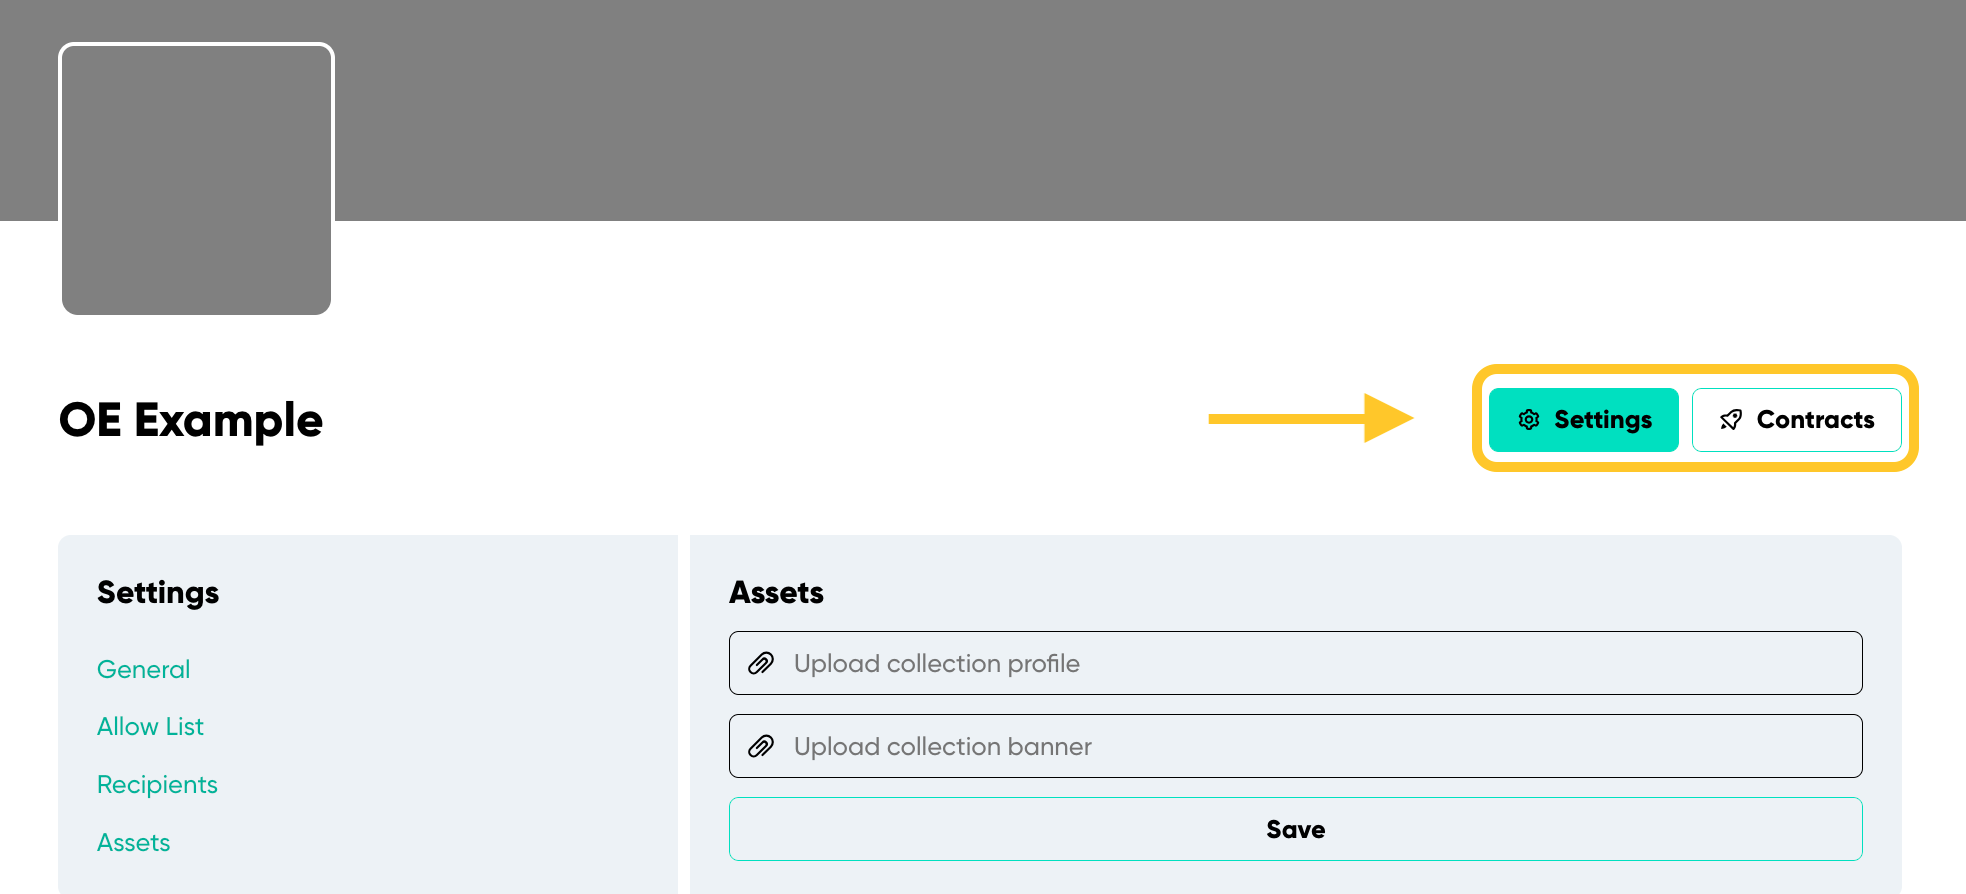 OE Example
Settings
Contracts
Settings
General
Allow List
Recipients
Assets
Assets
Upload collection profile
Upload collection banner
Save